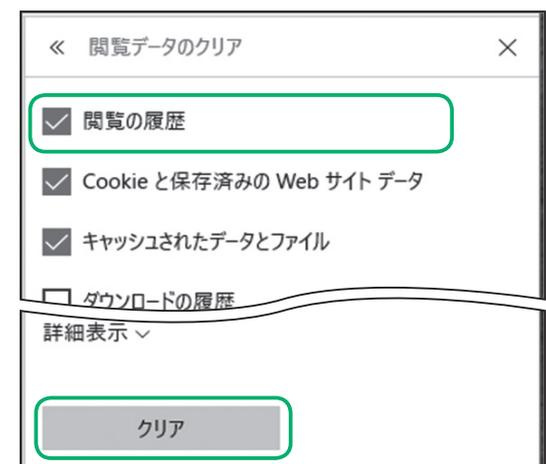 閲覧データのクリア
閲覧の履歴
Cookie と保存済みの Web サイト データ
キャッシュされたデータとファイル
ダウンロードの履歴
詳細表示
クリア